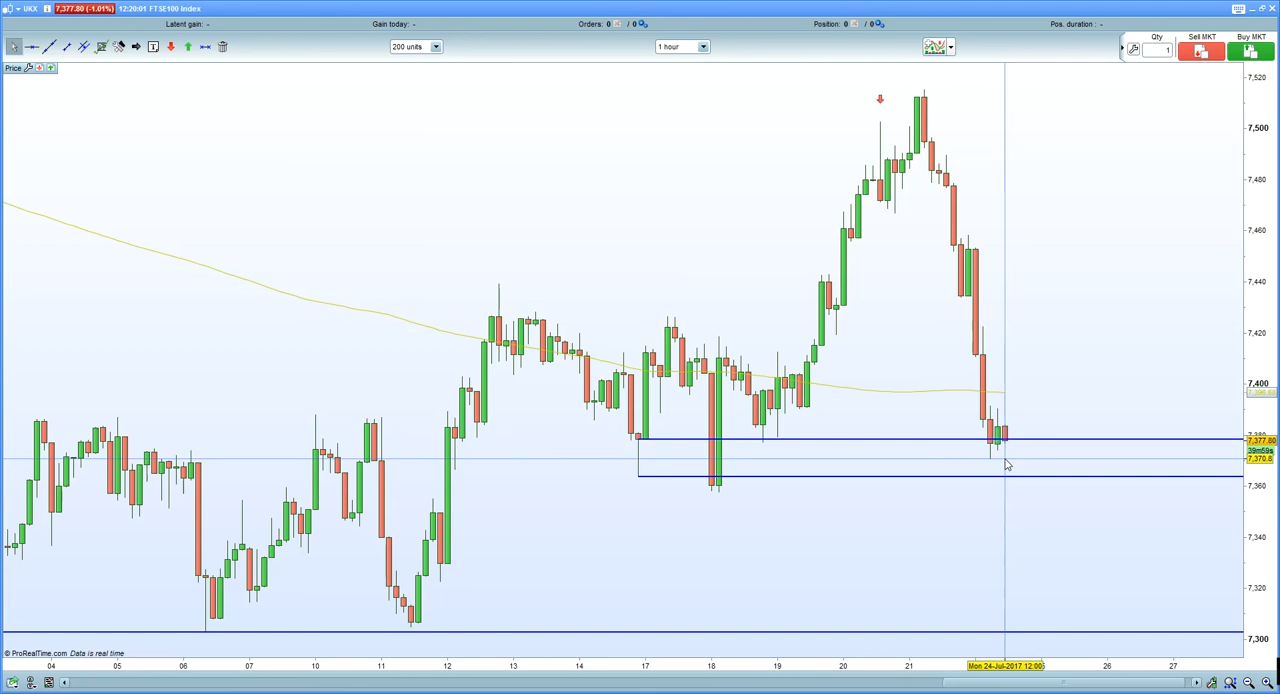 UKX 7,377.80 (-1.01%) 12:20:01 FTSE100 Index
Latent gain: - Gain today: - Orders: 0 / 0 Position: 0 / 0 Pos. duration : -
200 units 1 hour Qty 1 Sell MKT Buy MKT
Price
7,520
7,500
7,480
7,460
7,440
7,420
7,400
7,377.80
39m59s
7,370.8
7,360
7,340
7,320
7,300
© ProRealTime.com Data is real time
04 05 06 07 10 11 12 13 14 17 18 19 20 21 Mon 24-Jul-2017 12:00 26 27